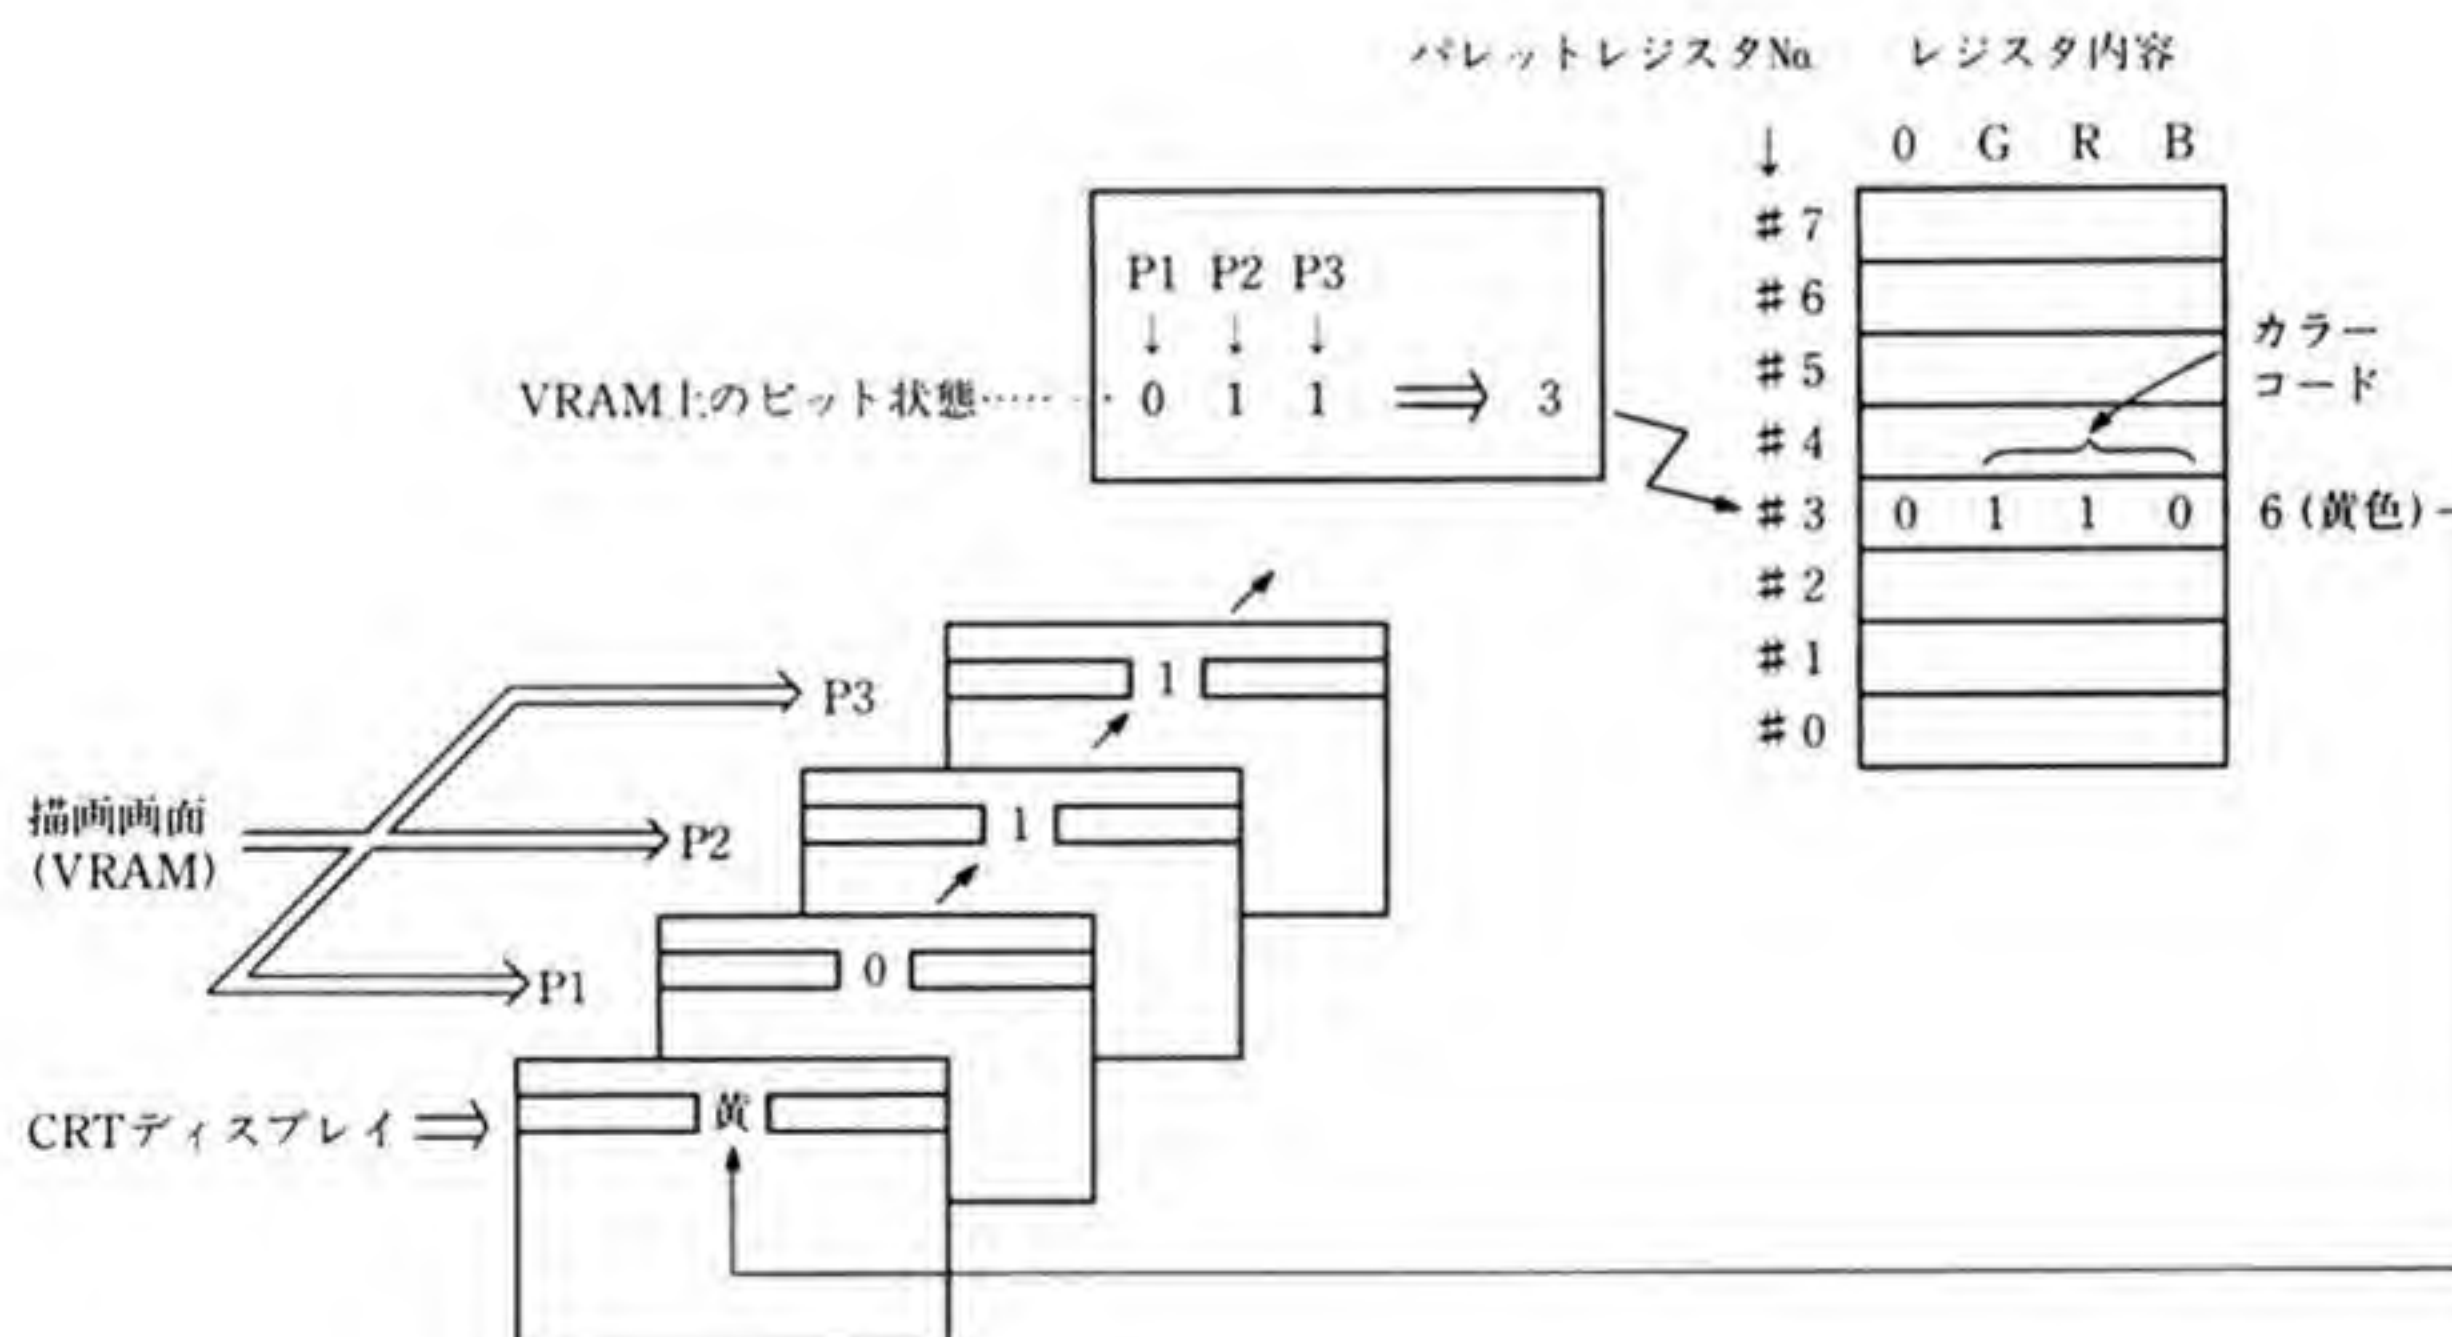 パレットレジスタNo. レジスタ内容
↓ 0 G R B
#7
P1 P2 P3
#6
↓ ↓ ↓
カラー
コード
#5
VRAM上のビット状態…… 0 1 1 ⇒ 3
#4
#3 0 1 1 0 6(黄色)
#2
#1
#0
P3 1
描画画面
(VRAM)
P2 1
P1 0
CRTディスプレイ ⇒ 黄